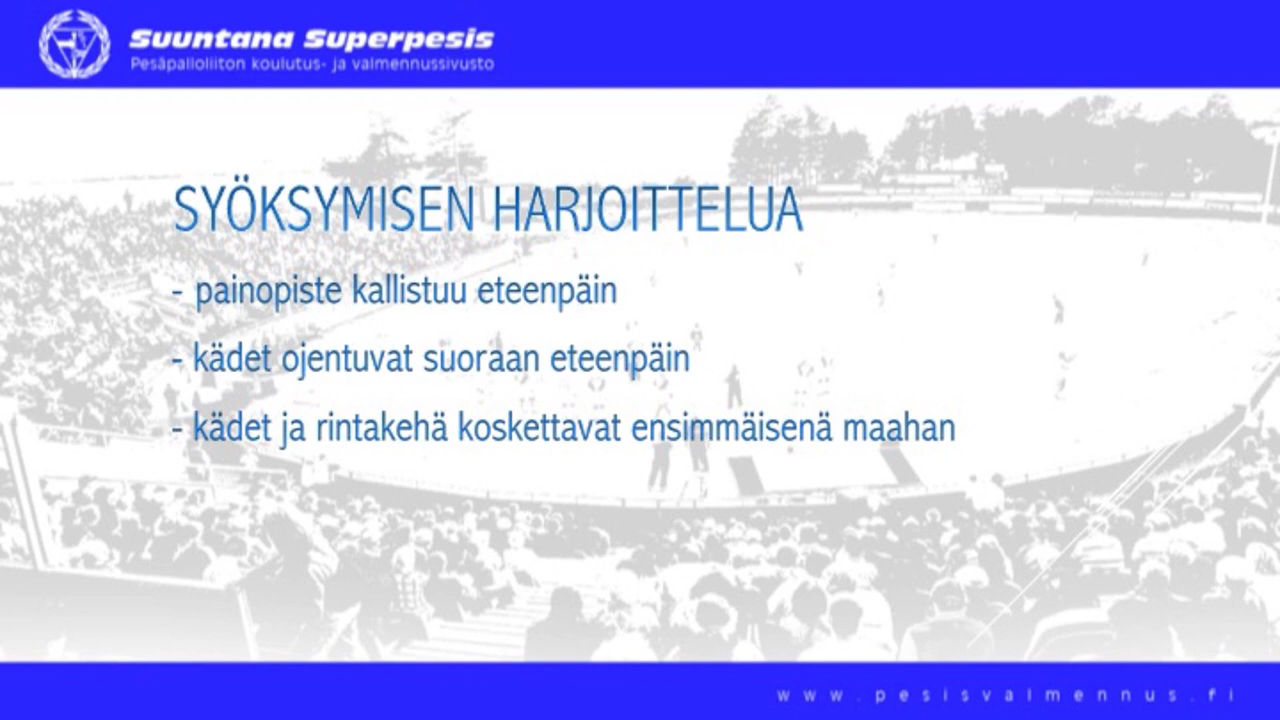 Suuntana Superpesis
Pesäpalloliiton koulutus- ja valmennussivusto
SYÖKSYMISEN HARJOITTELUA
- painopiste kallistuu eteenpäin
- kädet ojentuvat suoraan eteenpäin
- kädet ja rintakehä koskettavat ensimmäisenä maahan
www.pesisvalmennus.fi